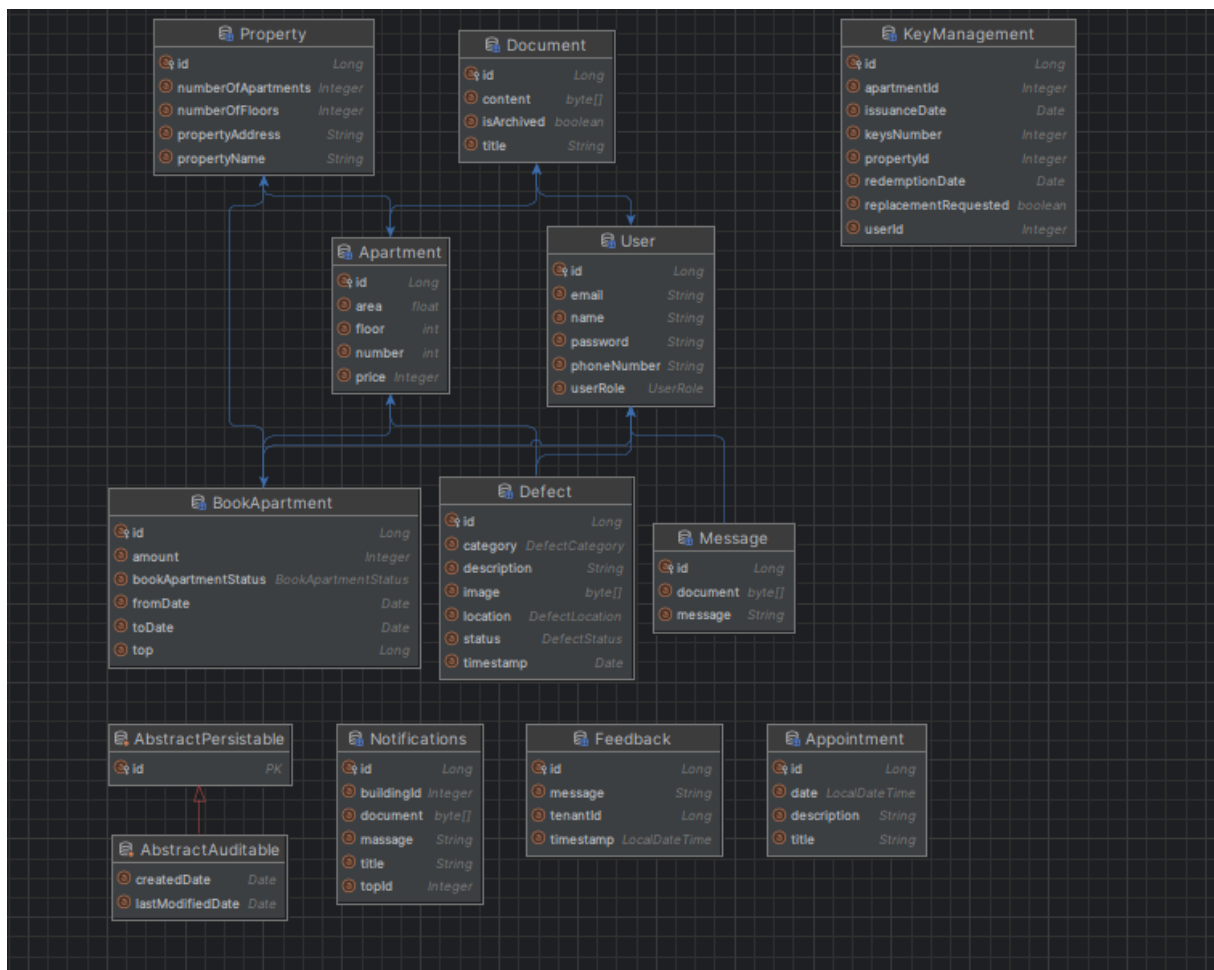 Property
id Long
numberOfApartments Integer
numberOfFloors Integer
propertyAddress String
propertyName String
Document
id Long
content byte[]
isArchived boolean
title String
KeyManagement
id Long
apartmentId Integer
issuanceDate Date
keysNumber Integer
propertyId Integer
redemptionDate Date
replacementRequested boolean
userId Integer
Apartment
id Long
area float
floor int
number int
price Integer
User
id Long
email String
name String
password String
phoneNumber String
userRole UserRole
BookApartment
id Long
amount Integer
bookApartmentStatus BookApartmentStatus
fromDate Date
toDate Date
top Long
Defect
id Long
category DefectCategory
description String
image byte[]
location DefectLocation
status DefectStatus
timestamp Date
Message
id Long
document byte[]
message String
AbstractPersistable
id PK
AbstractAuditable
createdDate Date
lastModifiedDate Date
Notifications
id Long
buildingId Integer
document byte[]
massage String
title String
topId Integer
Feedback
id Long
message String
tenantId Long
timestamp LocalDateTime
Appointment
id Long
date LocalDateTime
description String
title String